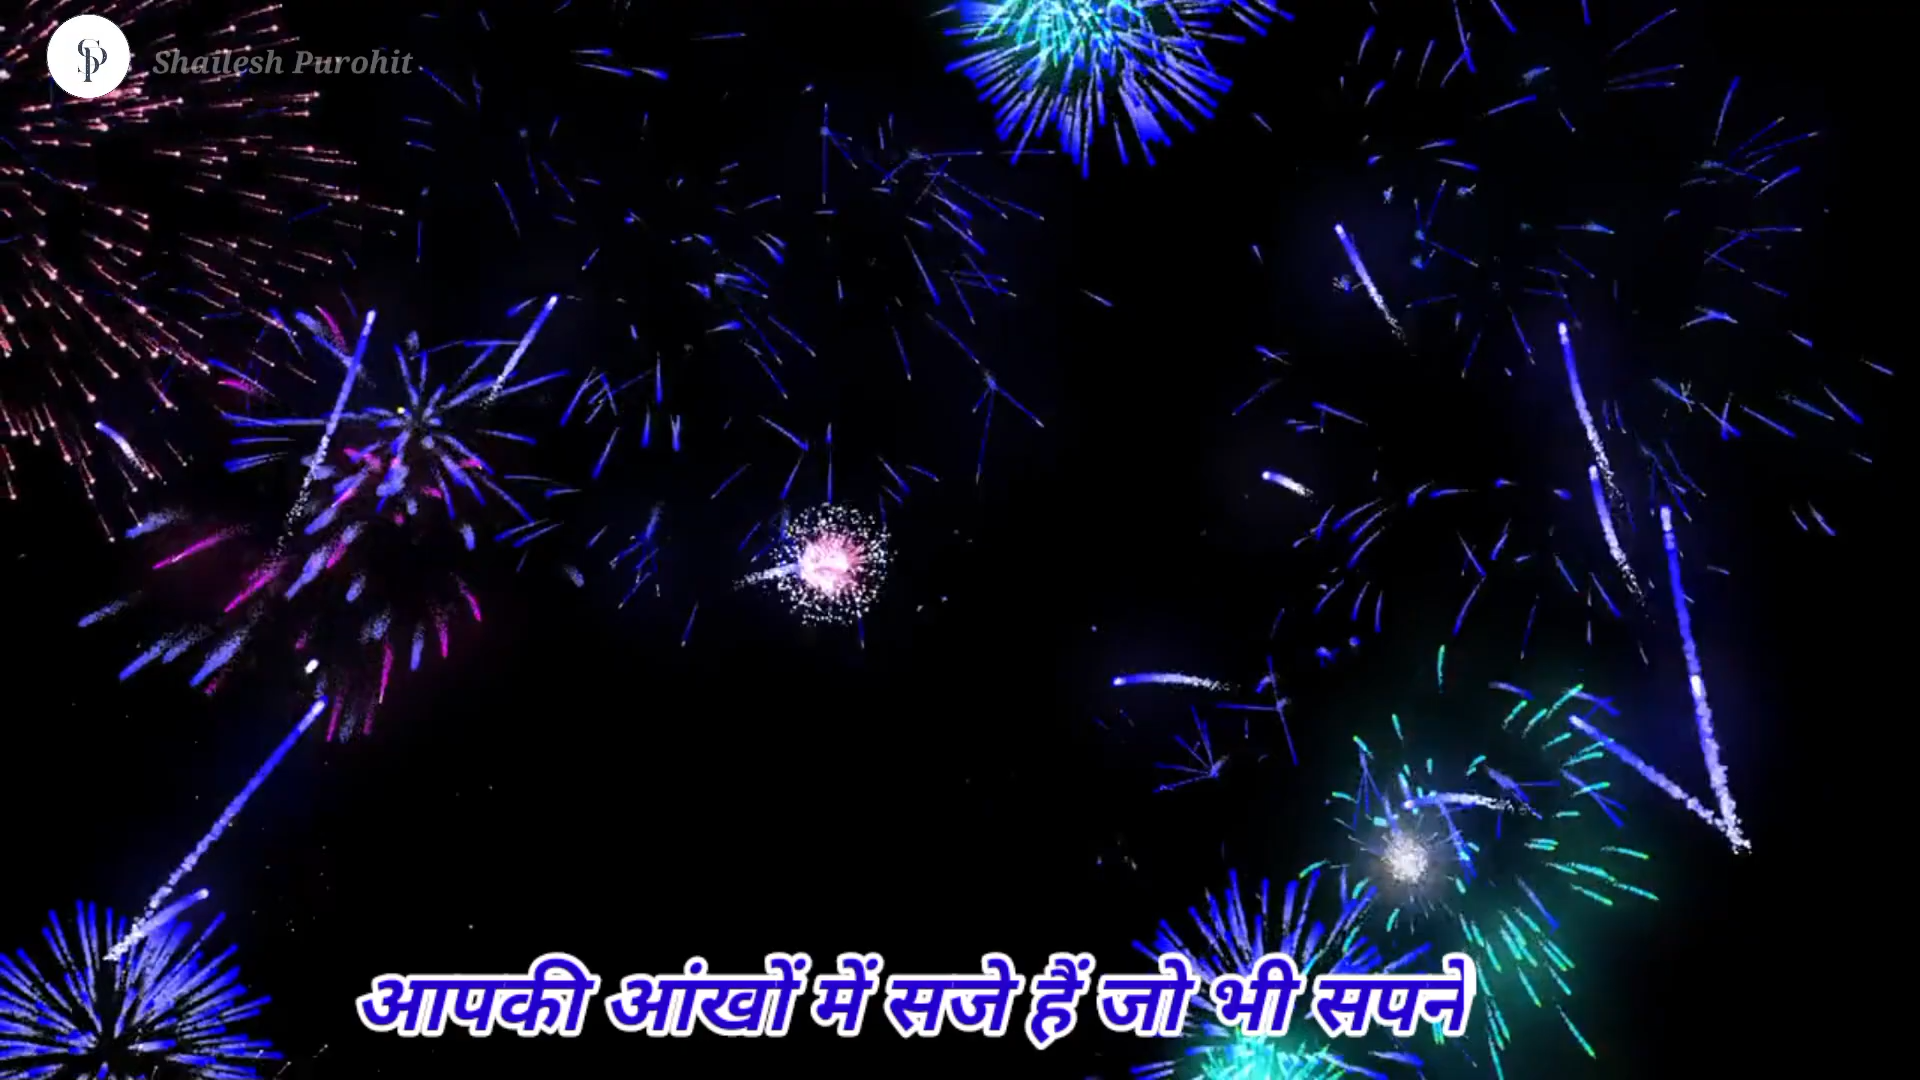 Shailesh Purohit
आपकी आंखों में सजे हैं जो भी सपने